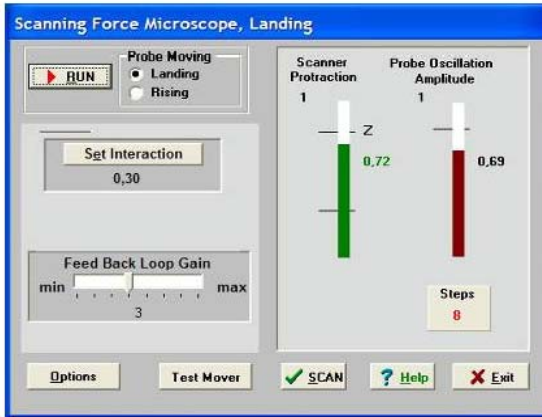 Scanning Force Microscope, Landing
RUN
Probe Moving
Landing
Rising
Set Interaction
0,30
Feed Back Loop Gain
min
max
3
Scanner
Protraction
1
Z
0,72
Probe Oscillation
Amplitude
1
0,69
Steps
8
Options
Test Mover
SCAN
Help
Exit